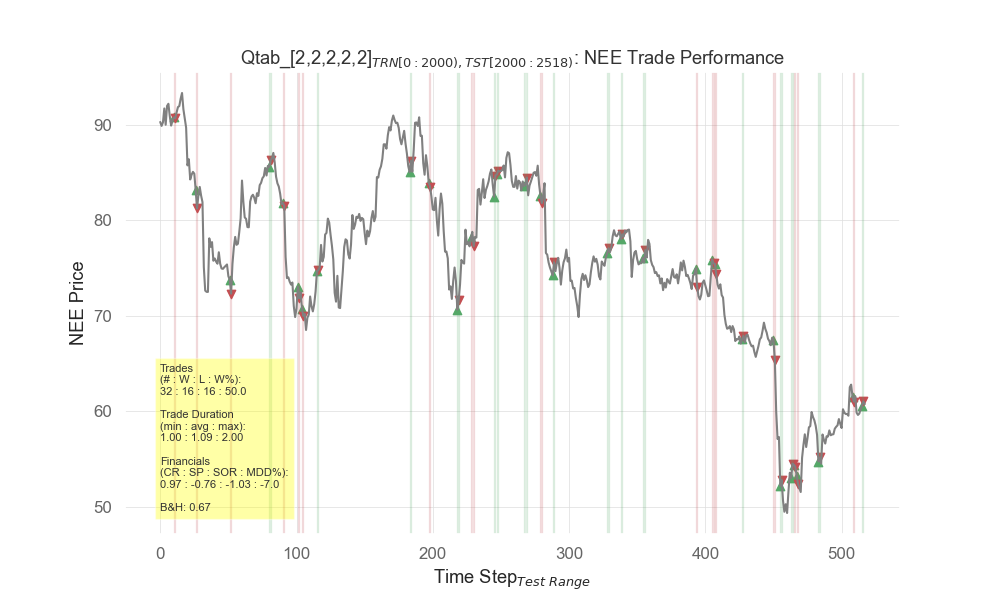 Qtab_[2,2,2,2,2]TRN[0 : 2000), TST[2000 : 2518): NEE Trade Performance
NEE Price
90
80
70
60
50
Trades
(# : W : L : W%):
32 : 16 : 16 : 50.0
Trade Duration
(min : avg : max):
1.00 : 1.09 : 2.00
Financials
(CR : SP : SOR : MDD%):
0.97 : -0.76 : -1.03 : -7.0
B&H: 0.67
0 100 200 300 400 500
Time StepTest Range